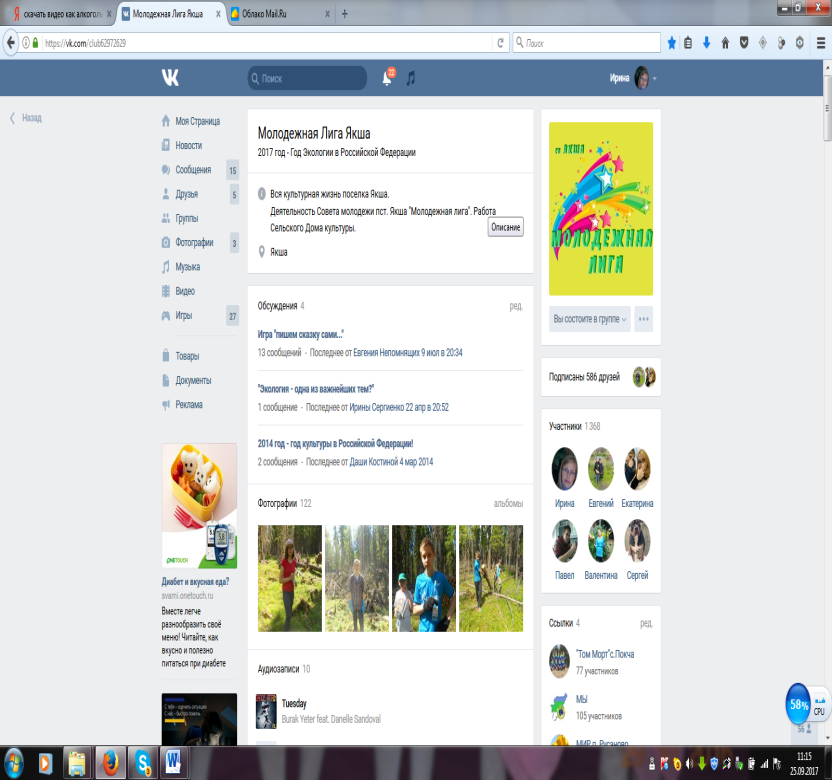 скачать видео как алкоголь
Молодежная Лига Якша
Облако Mail.Ru
https://vk.com/club62972629
Поиск
Поиск
22
Ирина
Назад
Моя Страница
Новости
Сообщения 15
Друзья 5
Группы
Фотографии 3
Музыка
Видео
Игры 27
Товары
Документы
Реклама
ONETOUCH
Диабет и вкусная еда?
svami.onetouch.ru
Вместе легче
разнообразить своё
меню! Читайте, как
вкусно и полезно
питаться при диабете
Молодежная Лига Якша
2017 год - Год Экологии в Российской Федерации
Вся культурная жизнь поселка Якша.
Деятельность Совета молодежи пст. Якша "Молодежная лига". Работа
Сельского Дома культуры.
Описание
Якша
Обсуждения 4
ред.
Игра "пишем сказку сами..."
13 сообщений · Последнее от Евгения Непомнящих 9 июл в 20:34
"Экология - одна из важнейших тем?"
1 сообщение · Последнее от Ирины Сергиенко 22 апр в 20:52
2014 год - год культуры в Российской Федерации!
2 сообщения · Последнее от Даши Костиной 4 мар 2014
Фотографии 122
альбомы
Аудиозаписи 10
Tuesday
Burak Yeter feat. Danelle Sandoval
ЯКША
МОЛОДЕЖНАЯ
ЛИГА
Вы состоите в группе
Подписаны 586 друзей
Участники 1 368
Ирина
Евгений
Екатерина
Павел
Валентина
Сергей
Ссылки 4
ред.
"Том Морт"с.Покча
77 участников
МЫ
105 участников
МИР п. Русаново
58%
CPU
56
11:15
25.09.2017